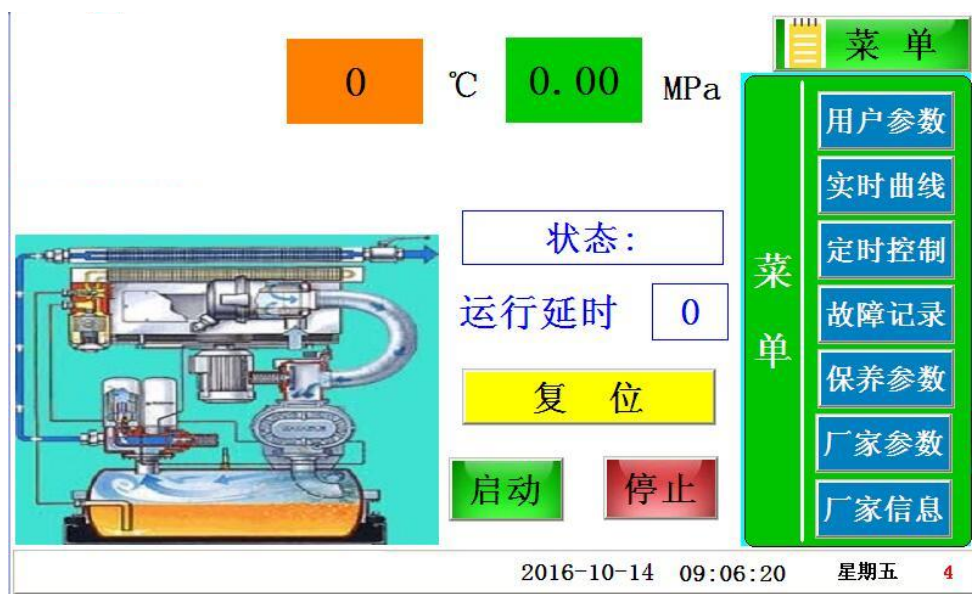 菜 单
0 ℃ 0.00 MPa
用户参数
实时曲线
定时控制
故障记录
保养参数
厂家参数
厂家信息
菜单
状态:
运行延时 0
复 位
启动 停止
2016-10-14 09:06:20 星期五 4